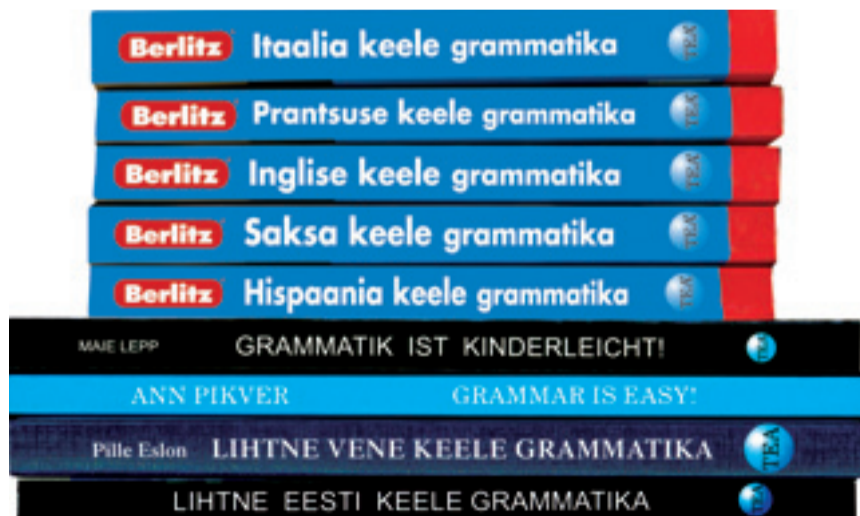 Berlitz Itaalia keele grammatika TEA
Berlitz Prantsuse keele grammatika TEA
Berlitz Inglise keele grammatika TEA
Berlitz Saksa keele grammatika TEA
Berlitz Hispaania keele grammatika TEA
MAIE LEPP GRAMMATIK IST KINDERLEICHT! TEA
ANN PIKVER GRAMMAR IS EASY!
Pille Eslon LIHTNE VENE KEELE GRAMMATIKA TEA
LIHTNE EESTI KEELE GRAMMATIKA TEA